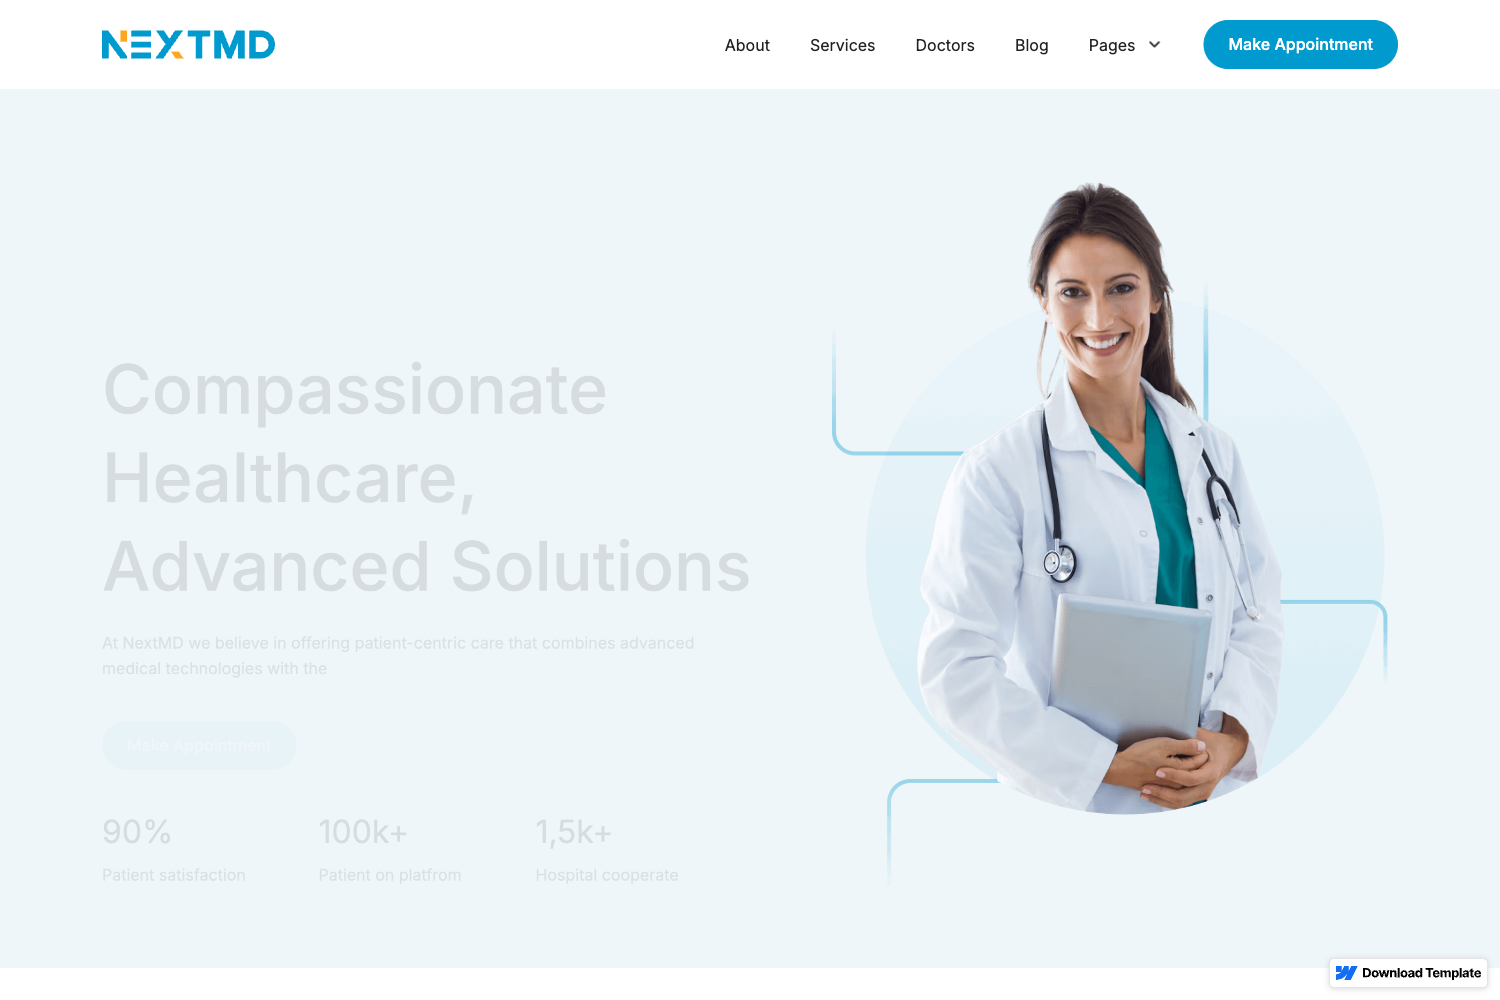 NEXTMD
About
Services
Doctors
Blog
Pages
Make Appointment
Compassionate
Healthcare,
Advanced Solutions
At NextMD we believe in offering patient-centric care that combines advanced
medical technologies with the
Make Appointment
90%
Patient satisfaction
100k+
Patient on platfrom
1,5k+
Hospital cooperate
Download Template